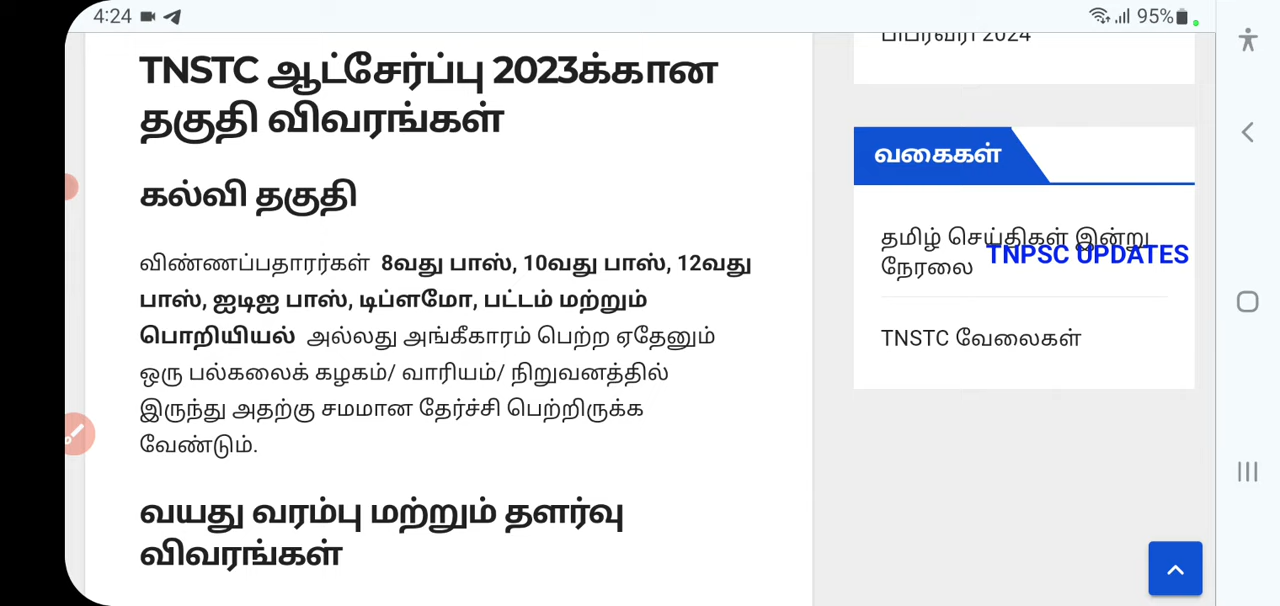 4:24
95%
TNSTC ஆட்சேர்ப்பு 2023க்கான
தகுதி விவரங்கள்
கல்வி தகுதி
விண்ணப்பதாரர்கள் 8வது பாஸ், 10வது பாஸ், 12வது
பாஸ், ஐடிஐ பாஸ், டிப்ளமோ, பட்டம் மற்றும்
பொறியியல் அல்லது அங்கீகாரம் பெற்ற ஏதேனும்
ஒரு பல்கலைக் கழகம்/ வாரியம்/ நிறுவனத்தில்
இருந்து அதற்கு சமமான தேர்ச்சி பெற்றிருக்க
வேண்டும்.
வயது வரம்பு மற்றும் தளர்வு
விவரங்கள்
பிப்ரவரி 2024
வகைகள்
தமிழ் செய்திகள் இன்று
நேரலை
TNPSC UPDATES
TNSTC வேலைகள்